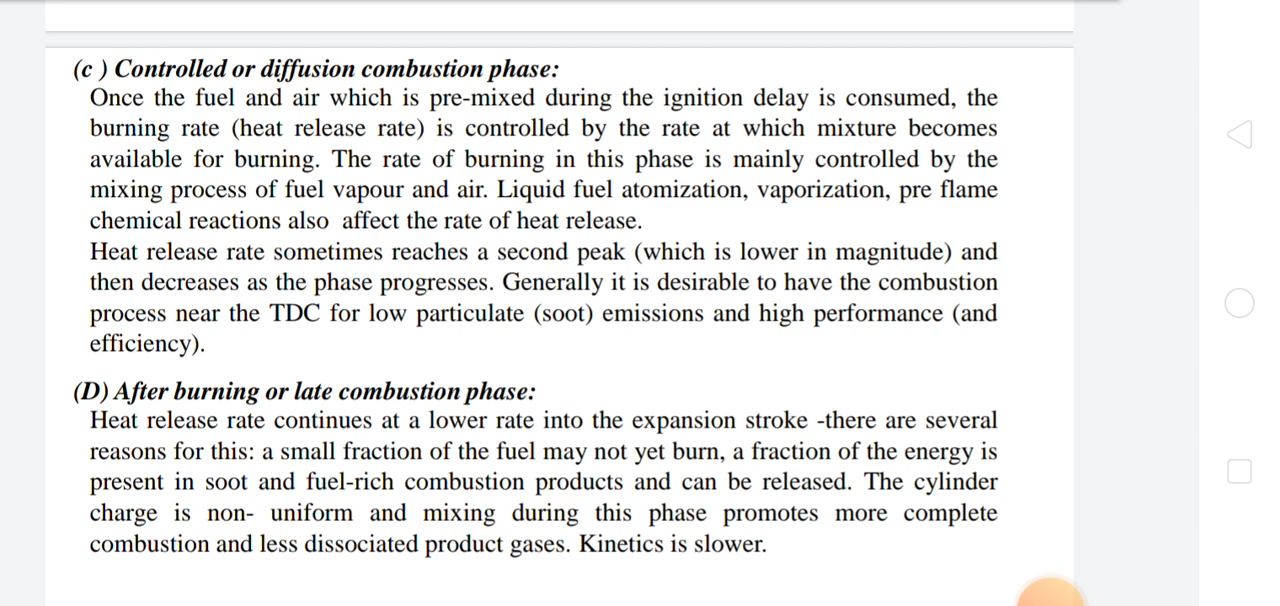 (c ) Controlled or diffusion combustion phase:
Once the fuel and air which is pre-mixed during the ignition delay is consumed, the
burning rate (heat release rate) is controlled by the rate at which mixture becomes
available for burning. The rate of burning in this phase is mainly controlled by the
mixing process of fuel vapour and air. Liquid fuel atomization, vaporization, pre flame
chemical reactions also  affect the rate of heat release.
Heat release rate sometimes reaches a second peak (which is lower in magnitude) and
then decreases as the phase progresses. Generally it is desirable to have the combustion
process near the TDC for low particulate (soot) emissions and high performance (and
efficiency).
(D) After burning or late combustion phase:
Heat release rate continues at a lower rate into the expansion stroke -there are several
reasons for this: a small fraction of the fuel may not yet burn, a fraction of the energy is
present in soot and fuel-rich combustion products and can be released. The cylinder
charge is non- uniform and mixing during this phase promotes more complete
combustion and less dissociated product gases. Kinetics is slower.